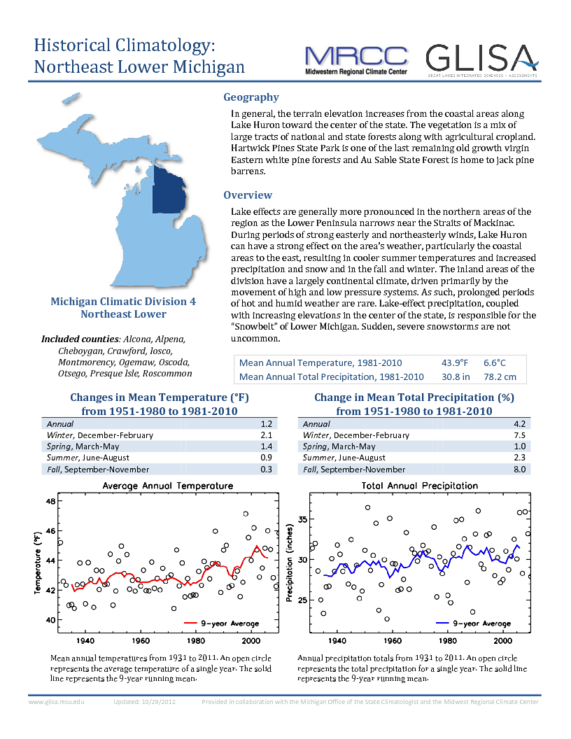 Historical Climatology:
Northeast Lower Michigan
MRCC
Midwestern Regional Climate Center
GLISA
GREAT LAKES INTEGRATED SCIENCES + ASSESSMENTS
Geography
In general, the terrain elevation increases from the coastal areas along
Lake Huron toward the center of the state. The vegetation is a mix of
large tracts of national and state forests along with agricultural cropland.
Hartwick Pines State Park is one of the last remaining old growth virgin
Eastern white pine forests and Au Sable State Forest is home to jack pine
barrens.
Overview
Lake effects are generally more pronounced in the northern areas of the
region as the Lower Peninsula narrows near the Straits of Mackinac.
During periods of strong easterly and northeasterly winds, Lake Huron
can have a strong effect on the area's weather, particularly the coastal
areas to the east, resulting in cooler summer temperatures and increased
precipitation and snow and in the fall and winter. The inland areas of the
division have a largely continental climate, driven primarily by the
movement of high and low pressure systems. As such, prolonged periods
of hot and humid weather are rare. Lake-effect precipitation, coupled
with increasing elevations in the center of the state, is responsible for the
"Snowbelt" of Lower Michigan. Sudden, severe snowstorms are not
uncommon.
Michigan Climatic Division 4
Northeast Lower
Included counties: Alcona, Alpena,
Cheboygan, Crawford, Iosco,
Montmorency, Ogemaw, Oscoda,
Otsego, Presque Isle, Roscommon
Mean Annual Temperature, 1981-2010 43.9°F 6.6°C
Mean Annual Total Precipitation, 1981-2010 30.8 in 78.2 cm
Changes in Mean Temperature (°F)
from 1951-1980 to 1981-2010
Annual 1.2
Winter, December-February 2.1
Spring, March-May 1.4
Summer, June-August 0.9
Fall, September-November 0.3
Change in Mean Total Precipitation (%)
from 1951-1980 to 1981-2010
Annual 4.2
Winter, December-February 7.5
Spring, March-May 1.0
Summer, June-August 2.3
Fall, September-November 8.0
Average Annual Temperature
Temperature (°F)
48
46
44
42
40
9-year Average
1940 1960 1980 2000
Total Annual Precipitation
Precipitation (inches)
35
30
25
9-year Average
1940 1960 1980 2000
Mean annual temperatures from 1931 to 2011. An open circle
represents the average temperature of a single year. The solid
line represents the 9-year running mean.
Annual precipitation totals from 1931 to 2011. An open circle
represents the total precipitation for a single year. The solid line
represents the 9-year running mean.
www.glisa.msu.edu Updated: 10/29/2012 Provided in collaboration with the Michigan Office of the State Climatologist and the Midwest Regional Climate Center